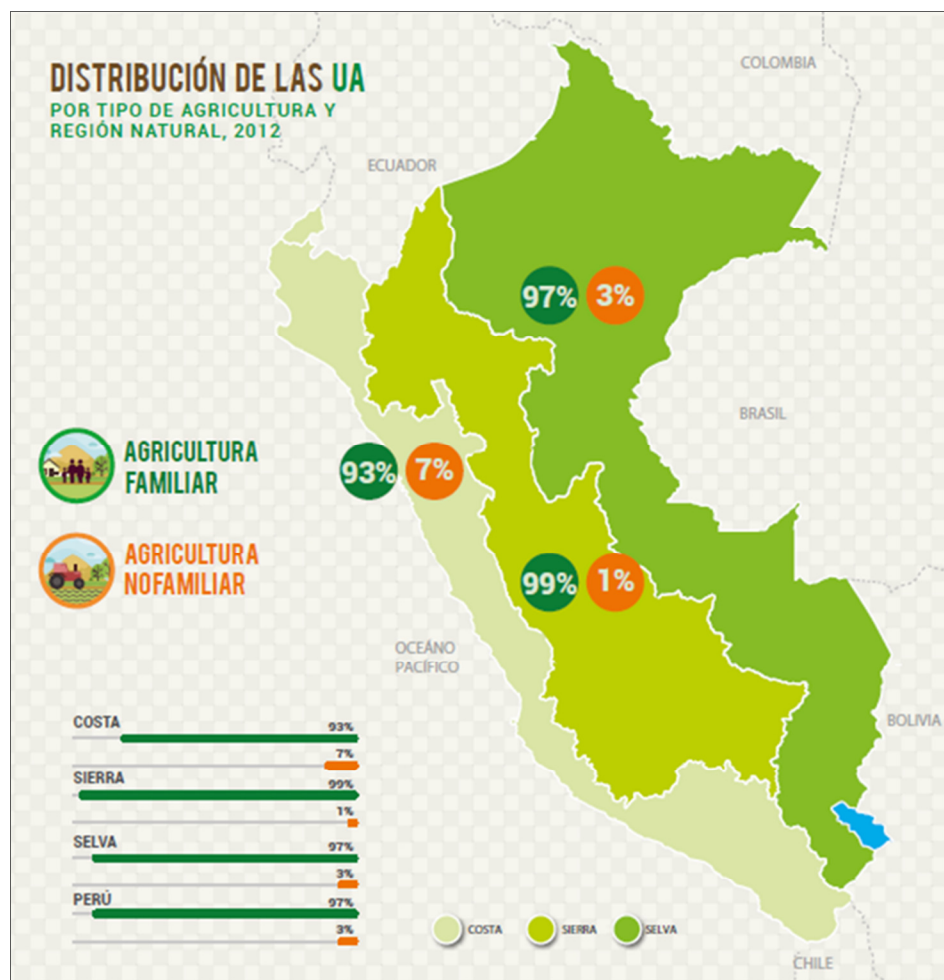 DISTRIBUCIÓN DE LAS UA
POR TIPO DE AGRICULTURA Y
REGIÓN NATURAL, 2012
COLOMBIA
ECUADOR
97% 3%
BRASIL
AGRICULTURA
FAMILIAR
93% 7%
AGRICULTURA
NOFAMILIAR
99% 1%
OCEÁNO
PACÍFICO
BOLIVIA
COSTA 93%
7%
SIERRA 99%
1%
SELVA 97%
3%
PERÚ 97%
3%
COSTA SIERRA SELVA
CHILE